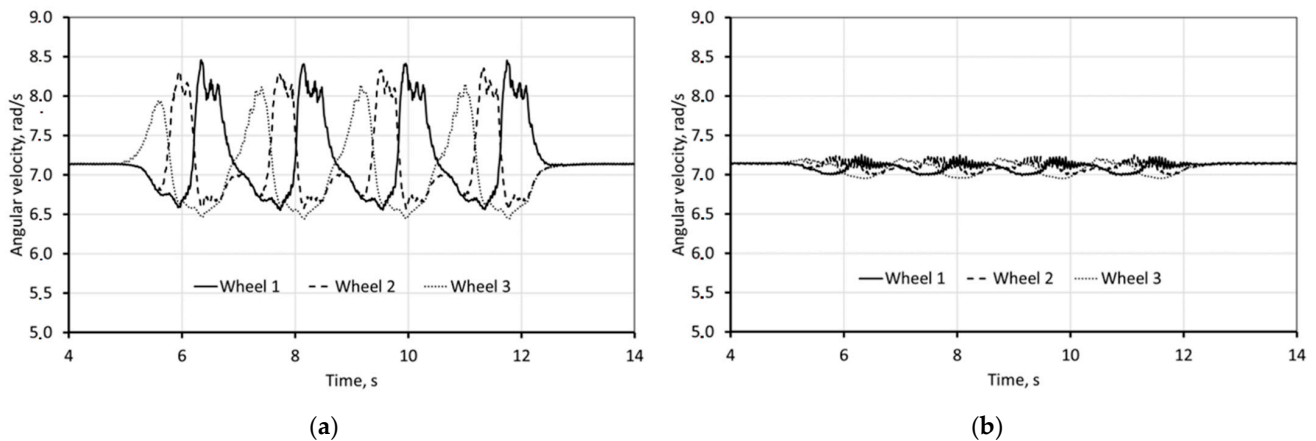 9.0
8.5
8.0
7.5
7.0
6.5
6.0
5.5
5.0
Angular velocity, rad/s
Wheel 1 Wheel 2 Wheel 3
4 6 8 10 12 14
Time, s
(a)
9.0
8.5
8.0
7.5
7.0
6.5
6.0
5.5
5.0
Angular velocity, rad/s
Wheel 1 Wheel 2 Wheel 3
4 6 8 10 12 14
Time, s
(b)